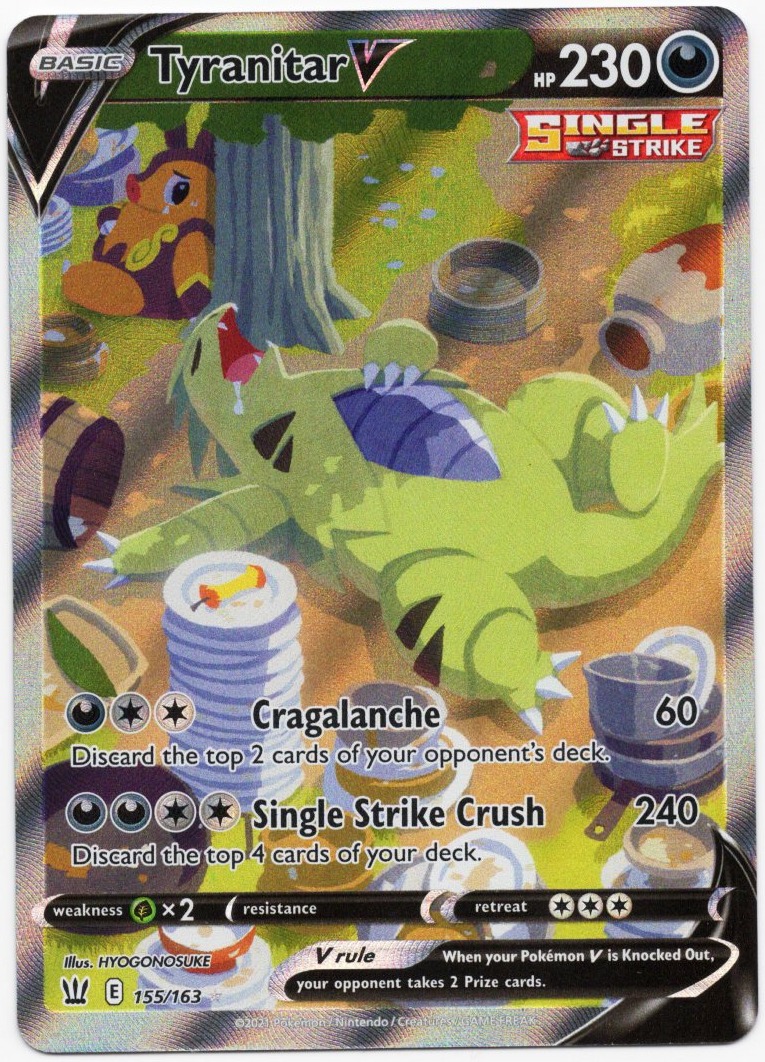 BASIC
Tyranitar V
HP 230
SINGLE STRIKE
Cragalanche 60
Discard the top 2 cards of your opponent's deck.
Single Strike Crush 240
Discard the top 4 cards of your deck.
weakness ×2 resistance retreat
Illus. HYOGONOSUKE
V rule When your Pokémon V is Knocked Out,
your opponent takes 2 Prize cards.
E 155/163
©2021 Pokémon / Nintendo / Creatures / GAME FREAK